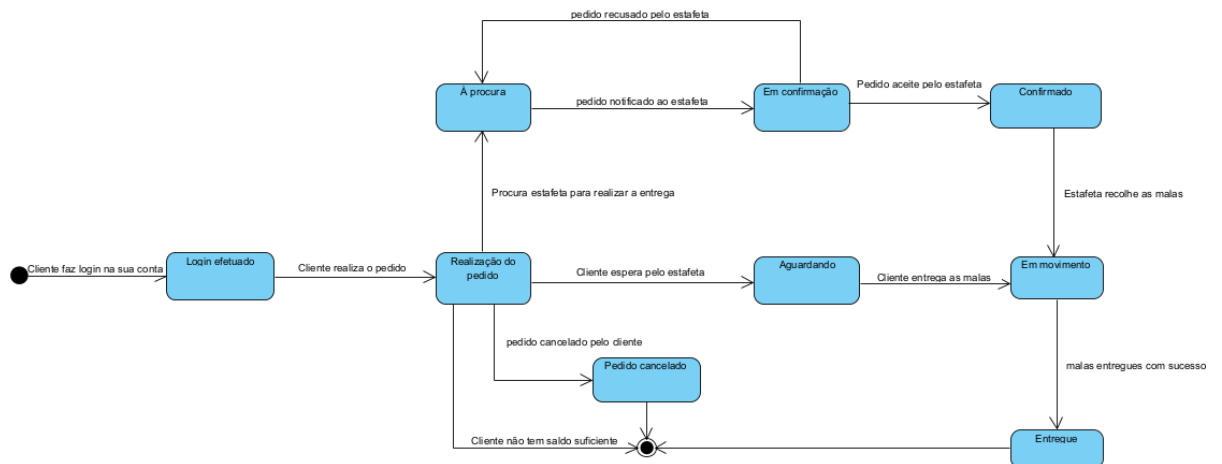 pedido recusado pelo estafeta
À procura
pedido notificado ao estafeta
Em confirmação
Pedido aceite pelo estafeta
Confirmado
Procura estafeta para realizar a entrega
Estafeta recolhe as malas
Cliente faz login na sua conta
Login efetuado
Cliente realiza o pedido
Realização do
pedido
Cliente espera pelo estafeta
Aguardando
Cliente entrega as malas
Em movimento
pedido cancelado pelo cliente
Pedido cancelado
malas entregues com sucesso
Cliente não tem saldo suficiente
Entregue